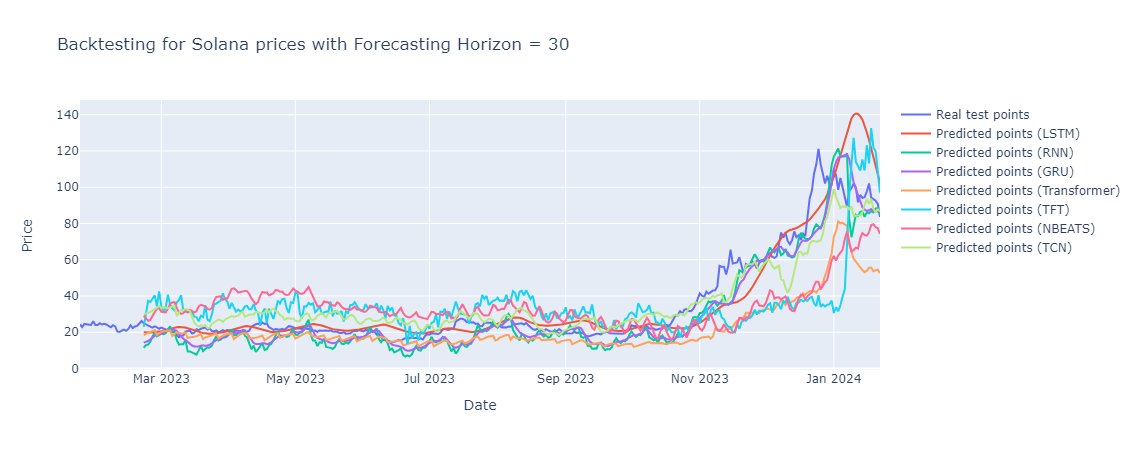 Backtesting for Solana prices with Forecasting Horizon = 30
Real test points
Predicted points (LSTM)
Predicted points (RNN)
Predicted points (GRU)
Predicted points (Transformer)
Predicted points (TFT)
Predicted points (NBEATS)
Predicted points (TCN)
Price
140
120
100
80
60
40
20
0
Mar 2023 May 2023 Jul 2023 Sep 2023 Nov 2023 Jan 2024
Date